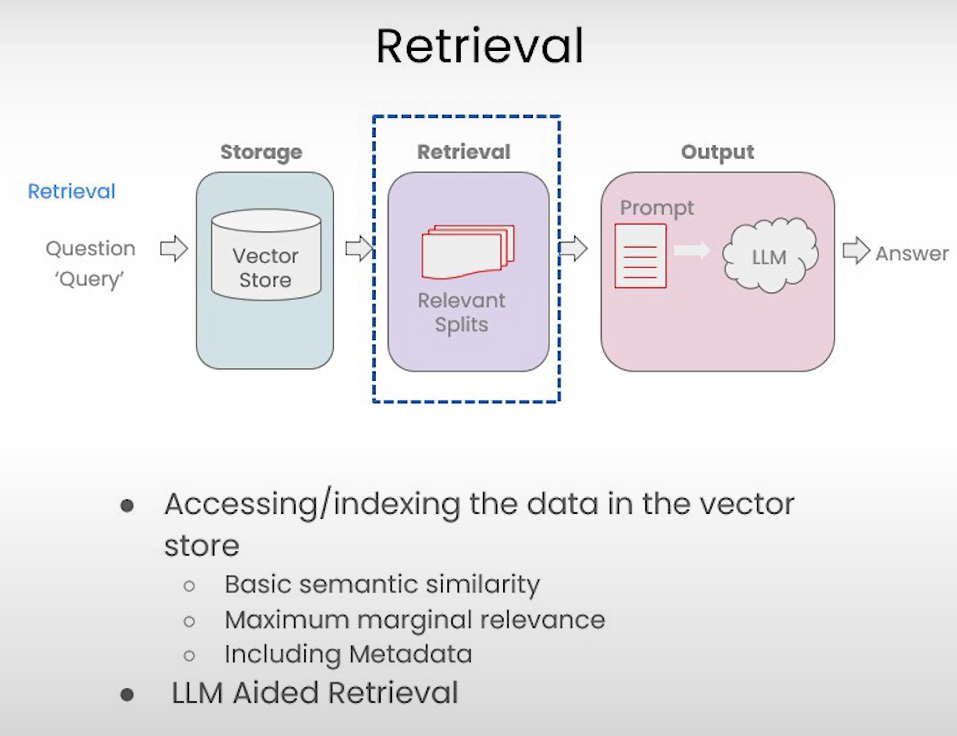 Retrieval
Storage
Retrieval
Output
Retrieval
Question
‘Query’
Vector
Store
Relevant
Splits
Prompt
LLM
Answer
● Accessing/indexing the data in the vector
store
○ Basic semantic similarity
○ Maximum marginal relevance
○ Including Metadata
● LLM Aided Retrieval